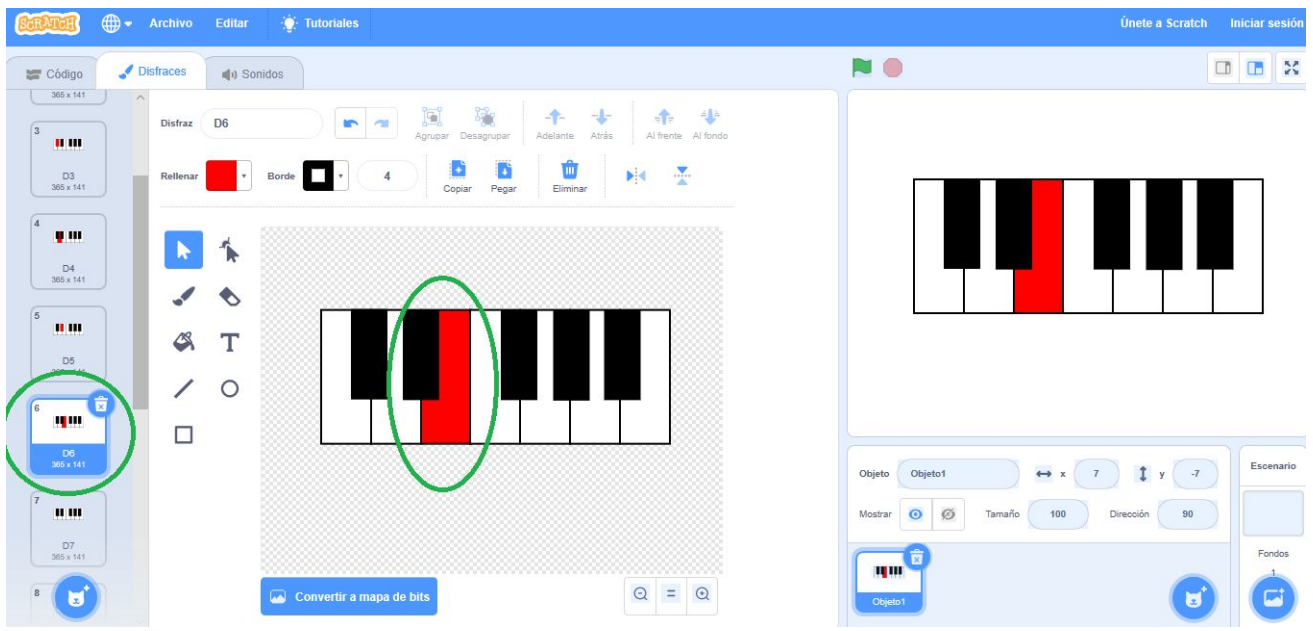 SCRATCH Archivo Editar Tutoriales Únete a Scratch Iniciar sesión
Código Disfraces Sonidos
365 x 141
3
D3
365 x 141
4
D4
365 x 141
5
D5
6
D6
365 x 141
7
D7
365 x 141
8
Disfraz D6
Agrupar Desagrupar Adelante Atrás Al frente Al fondo
Rellenar Borde 4 Copiar Pegar Eliminar
T
Convertir a mapa de bits
Objeto Objeto1 x 7 y -7
Mostrar Tamaño 100 Dirección 90
Objeto1
Escenario
Fondos
1